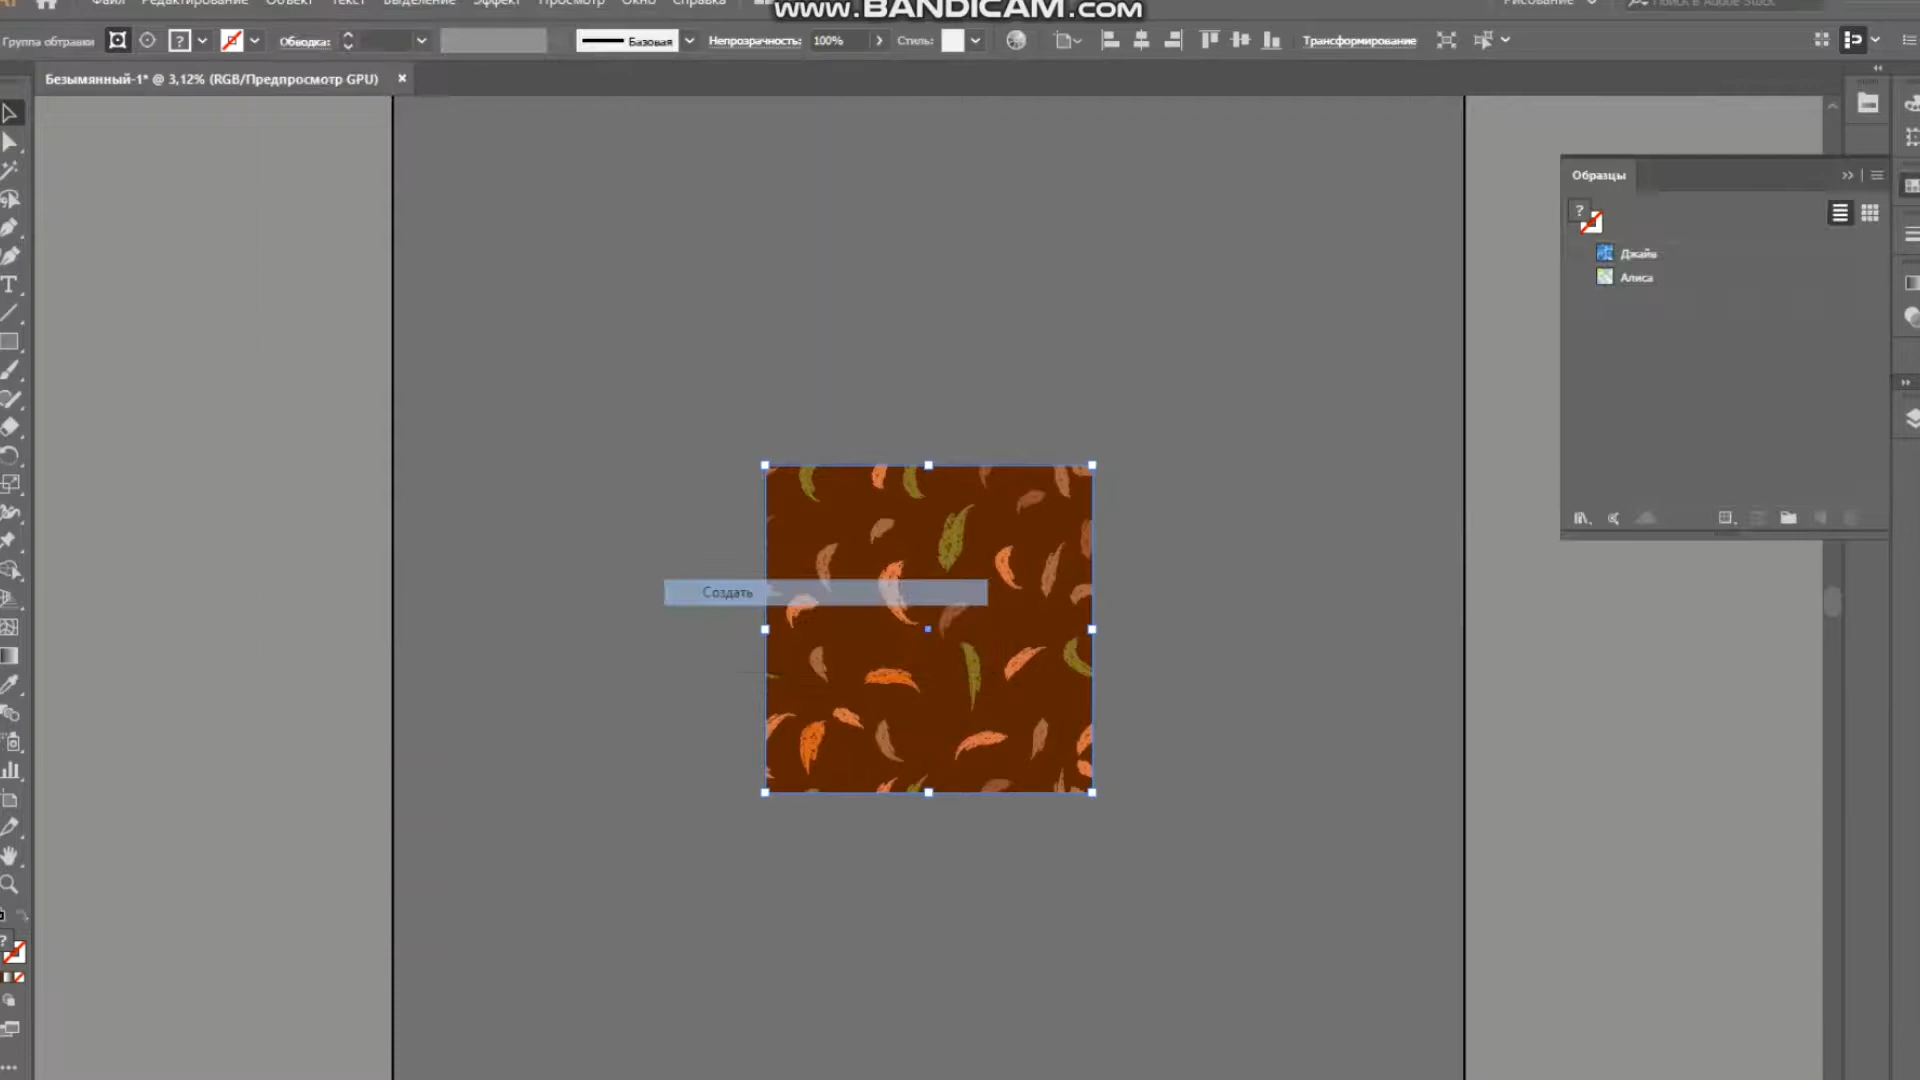 www.BANDICAM.com
Файл Редактирование Объект Текст Выделение Эффект Просмотр Окно Справка
Рисование
Поиск в Adobe Stock
Группа обтравки
?
Обводка:
Базовая
Непрозрачность: 100%
Стиль:
Трансформирование
Безымянный-1* @ 3,12% (RGB/Предпросмотр GPU) ×
Образцы
?
Джайв
Алиса
Создать
?